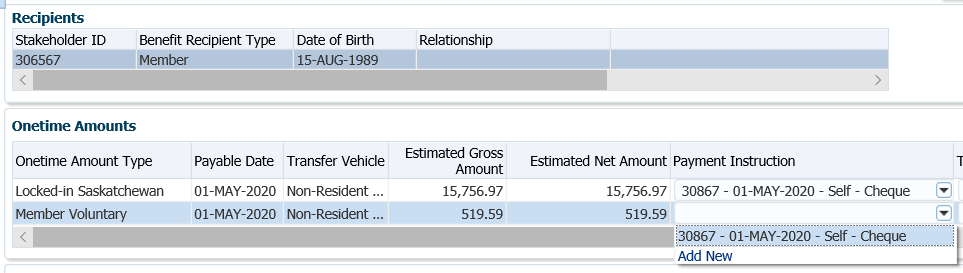 Recipients
Stakeholder ID Benefit Recipient Type Date of Birth Relationship
306567 Member 15-AUG-1989
Onetime Amounts
Onetime Amount Type Payable Date Transfer Vehicle Estimated Gross Amount Estimated Net Amount Payment Instruction T
Locked-in Saskatchewan 01-MAY-2020 Non-Resident ... 15,756.97 15,756.97 30867 - 01-MAY-2020 - Self - Cheque
Member Voluntary 01-MAY-2020 Non-Resident ... 519.59 519.59
30867 - 01-MAY-2020 - Self - Cheque
Add New